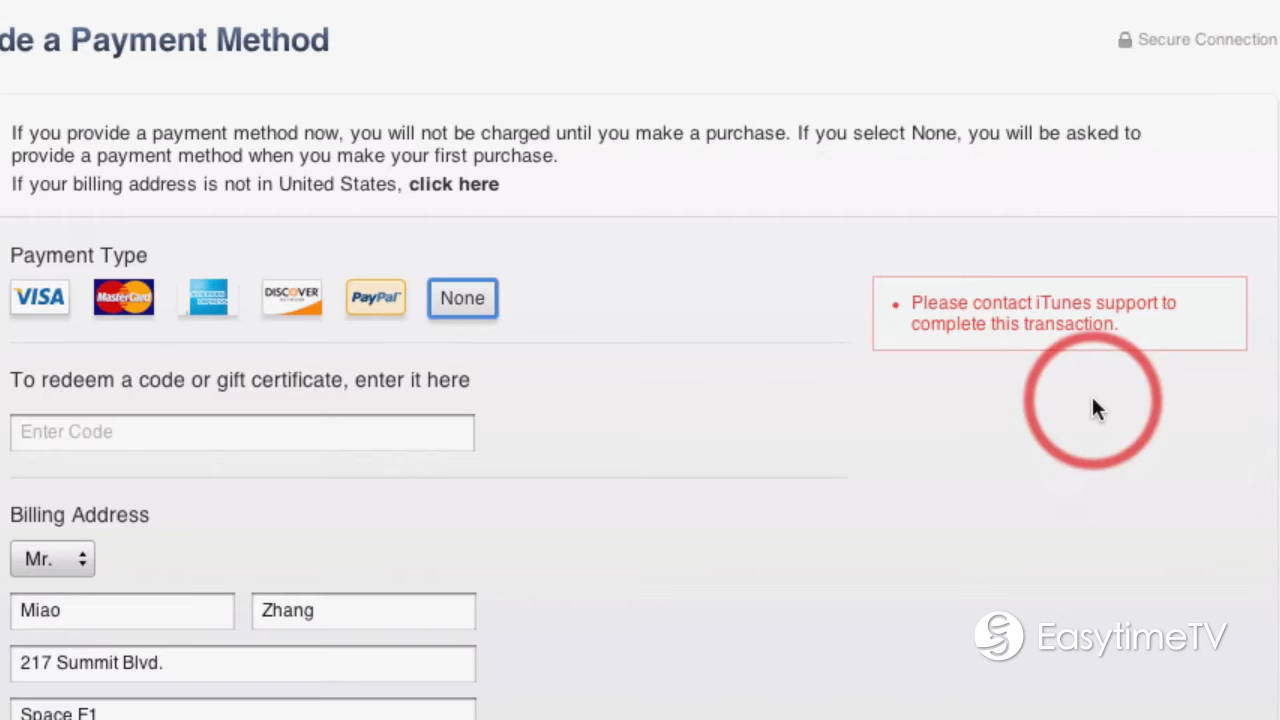 de a Payment Method
Secure Connection
If you provide a payment method now, you will not be charged until you make a purchase. If you select None, you will be asked to
provide a payment method when you make your first purchase.
If your billing address is not in United States, click here
Payment Type
VISA MasterCard AMERICAN EXPRESS DISCOVER PayPal None
• Please contact iTunes support to
complete this transaction.
To redeem a code or gift certificate, enter it here
Enter Code
Billing Address
Mr.
Miao Zhang
217 Summit Blvd.
Space E1
EasytimeTV